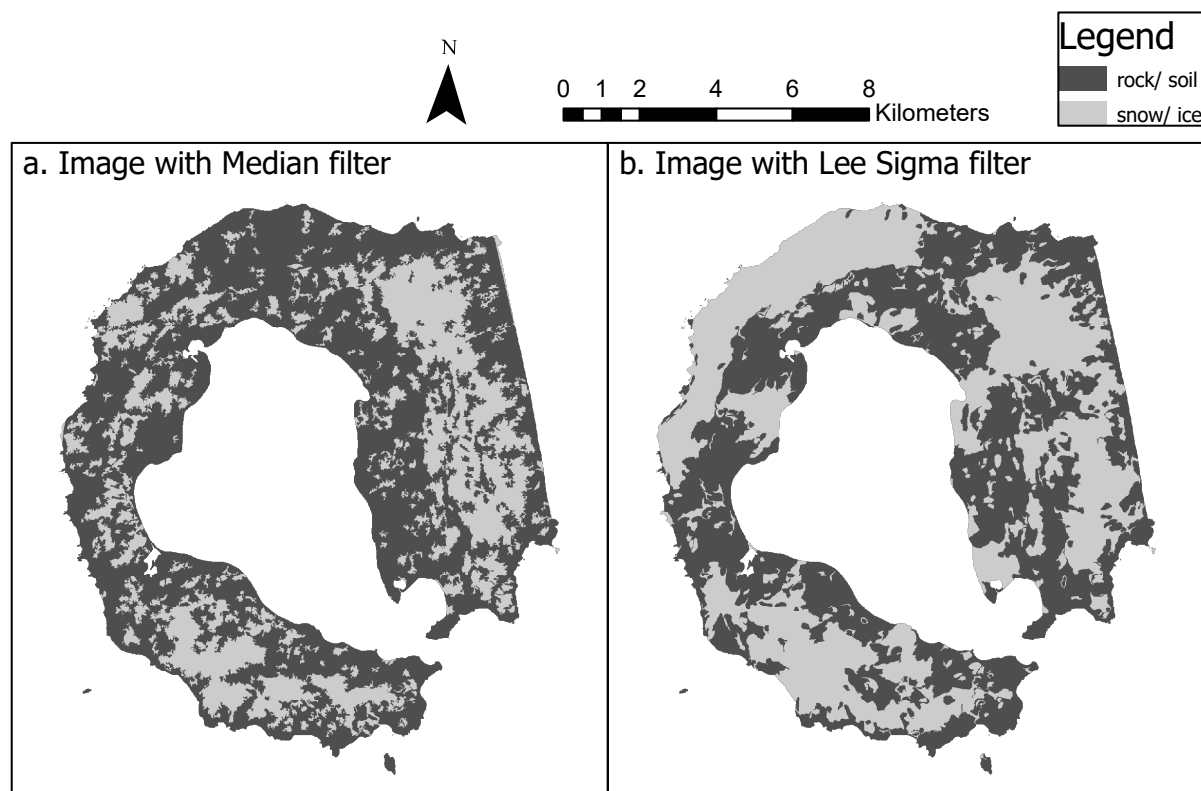 N
0 1 2 4 6 8
Kilometers
Legend
rock/ soil
snow/ ice
a. Image with Median filter
b. Image with Lee Sigma filter